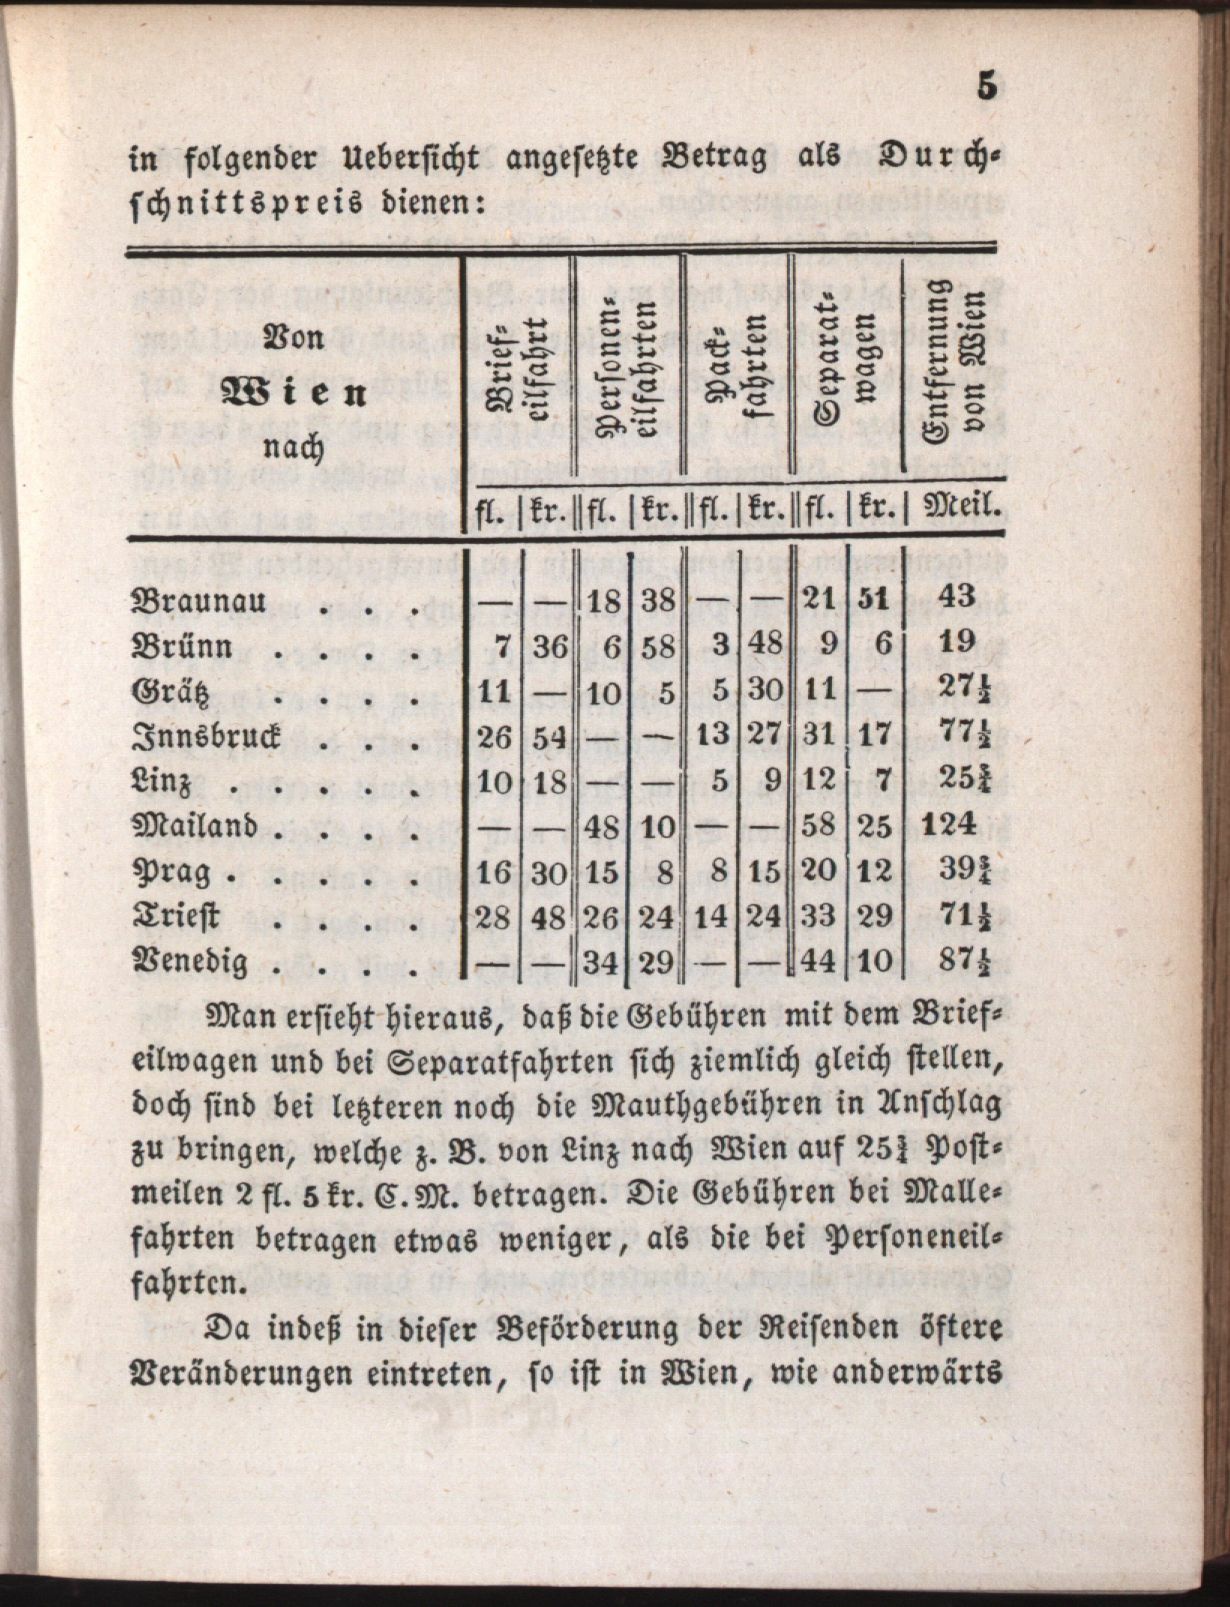 5
in folgender Uebersicht angesetzte Betrag als Durch-
schnittspreis dienen:
Von
Wien
nach
Brief-
eilfahrt
Personen-
eilfahrten
Pack-
fahrten
Separat-
wagen
Entfernung
von Wien
fl. | kr. || fl. | kr. || fl. | kr. || fl. | kr. | Meil.
Braunau . . . — — 18 38 — — 21 51 43
Brünn . . . . 7 36 6 58 3 48 9 6 19
Grätz . . . . 11 — 10 5 5 30 11 — 27½
Innsbruck . . . 26 54 — — 13 27 31 17 77½
Linz . . . . . 10 18 — — 5 9 12 7 25¾
Mailand . . . . — — 48 10 — — 58 25 124
Prag . . . . . 16 30 15 8 8 15 20 12 39¾
Triest . . . . 28 48 26 24 14 24 33 29 71½
Venedig . . . . — — 34 29 — — 44 10 87½
Man ersieht hieraus, daß die Gebühren mit dem Brief-
eilwagen und bei Separatfahrten sich ziemlich gleich stellen,
doch sind bei letzteren noch die Mauthgebühren in Anschlag
zu bringen, welche z. B. von Linz nach Wien auf 25¾ Post-
meilen 2 fl. 5 kr. C. M. betragen. Die Gebühren bei Malle-
fahrten betragen etwas weniger, als die bei Personeneil-
fahrten.
Da indeß in dieser Beförderung der Reisenden öftere
Veränderungen eintreten, so ist in Wien, wie anderwärts